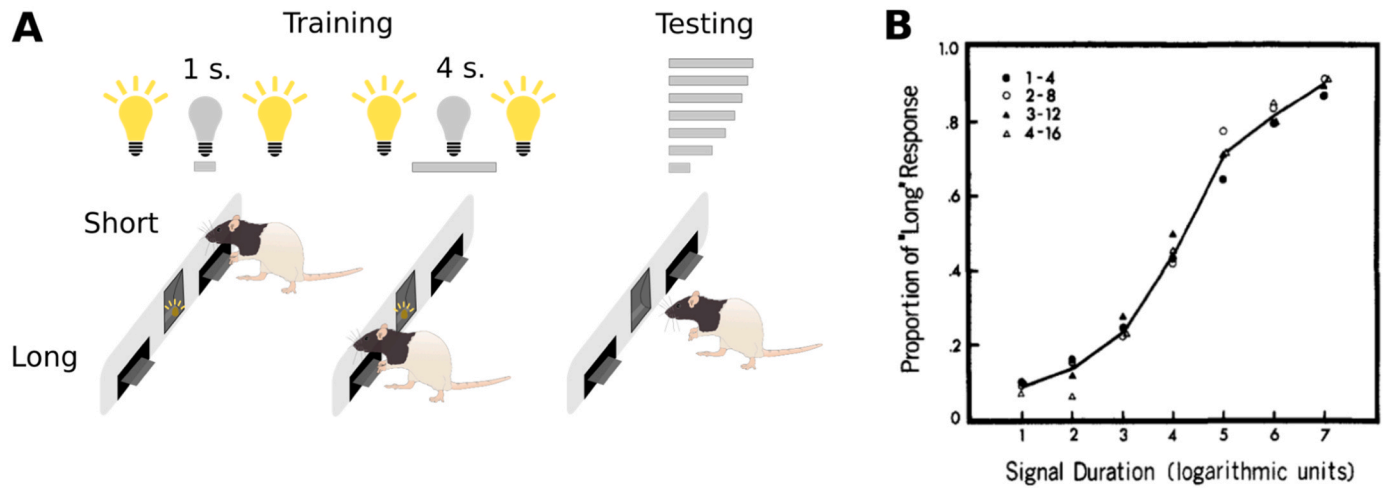 A
Training
Testing
1 s.
4 s.
Short
Long
B
1.0
.8
.6
.4
.2
0
Proportion of "Long" Response
1-4
2-8
3-12
4-16
1 2 3 4 5 6 7
Signal Duration (logarithmic units)